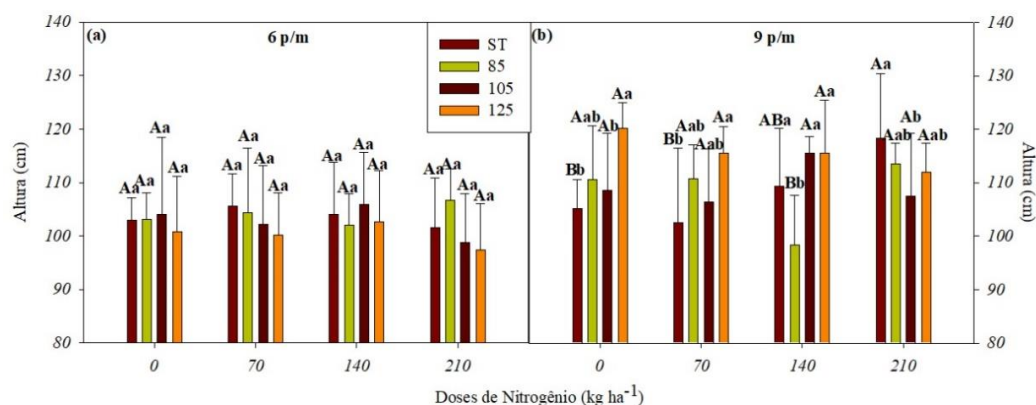 (a) 6 p/m
ST
85
105
125
(b) 9 p/m
Altura (cm)
140
130
120
110
100
90
80
Aa Aa Aa Aa
Aa Aa Aa Aa
Aa Aa Aa Aa
Aa Aa Aa Aa
0 70 140 210
Bb Aab Ab Aa
Bb Aab Aab Aa
ABa Bb Aa Aa
Aa Aab Ab Aab
0 70 140 210
140
130
120
110
100
90
80
Altura (cm)
Doses de Nitrogênio (kg ha⁻¹)